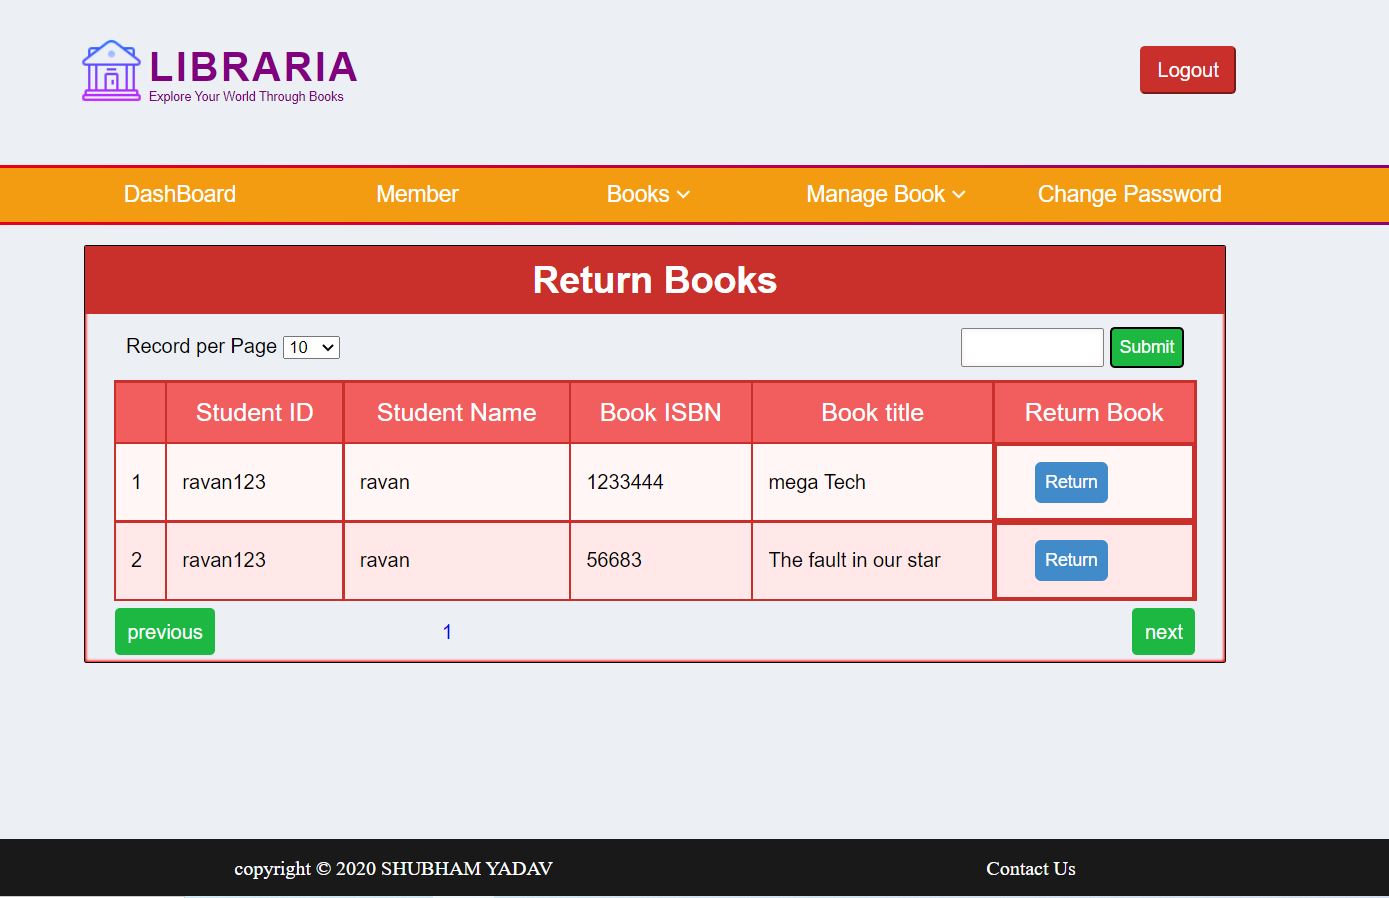 LIBRARIA
Explore Your World Through Books
Logout
DashBoard Member Books Manage Book Change Password
Return Books
Record per Page 10 Submit
Student ID Student Name Book ISBN Book title Return Book
1 ravan123 ravan 1233444 mega Tech Return
2 ravan123 ravan 56683 The fault in our star Return
previous 1 next
copyright © 2020 SHUBHAM YADAV Contact Us